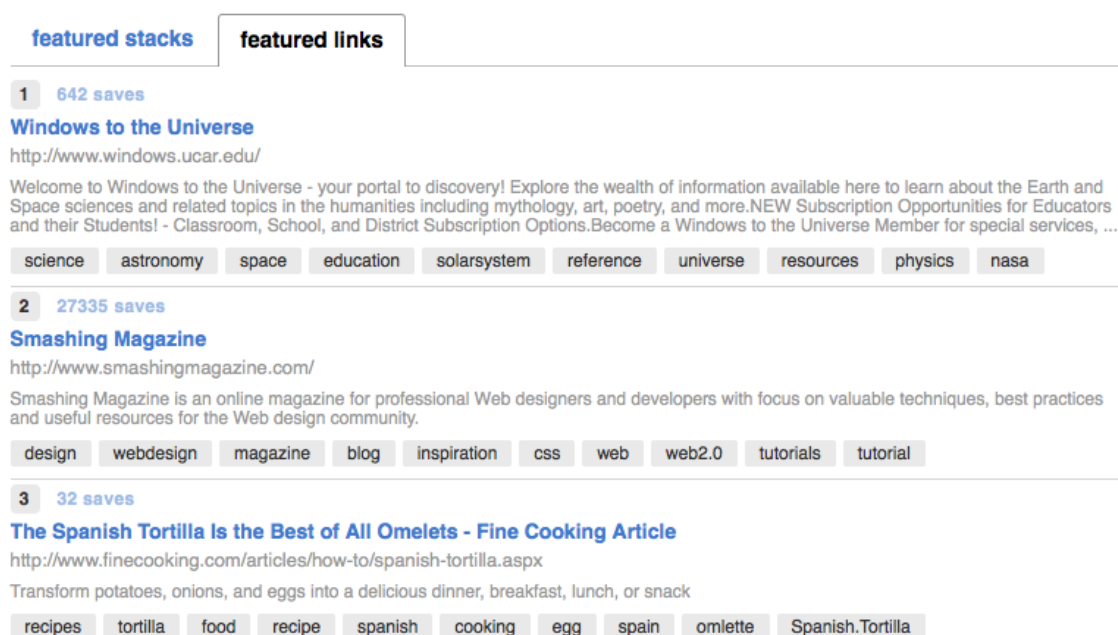 featured stacks featured links
1 642 saves
Windows to the Universe
http://www.windows.ucar.edu/
Welcome to Windows to the Universe - your portal to discovery! Explore the wealth of information available here to learn about the Earth and
Space sciences and related topics in the humanities including mythology, art, poetry, and more.NEW Subscription Opportunities for Educators
and their Students! - Classroom, School, and District Subscription Options.Become a Windows to the Universe Member for special services, ...
science astronomy space education solarsystem reference universe resources physics nasa
2 27335 saves
Smashing Magazine
http://www.smashingmagazine.com/
Smashing Magazine is an online magazine for professional Web designers and developers with focus on valuable techniques, best practices
and useful resources for the Web design community.
design webdesign magazine blog inspiration css web web2.0 tutorials tutorial
3 32 saves
The Spanish Tortilla Is the Best of All Omelets - Fine Cooking Article
http://www.finecooking.com/articles/how-to/spanish-tortilla.aspx
Transform potatoes, onions, and eggs into a delicious dinner, breakfast, lunch, or snack
recipes tortilla food recipe spanish cooking egg spain omlette Spanish.Tortilla